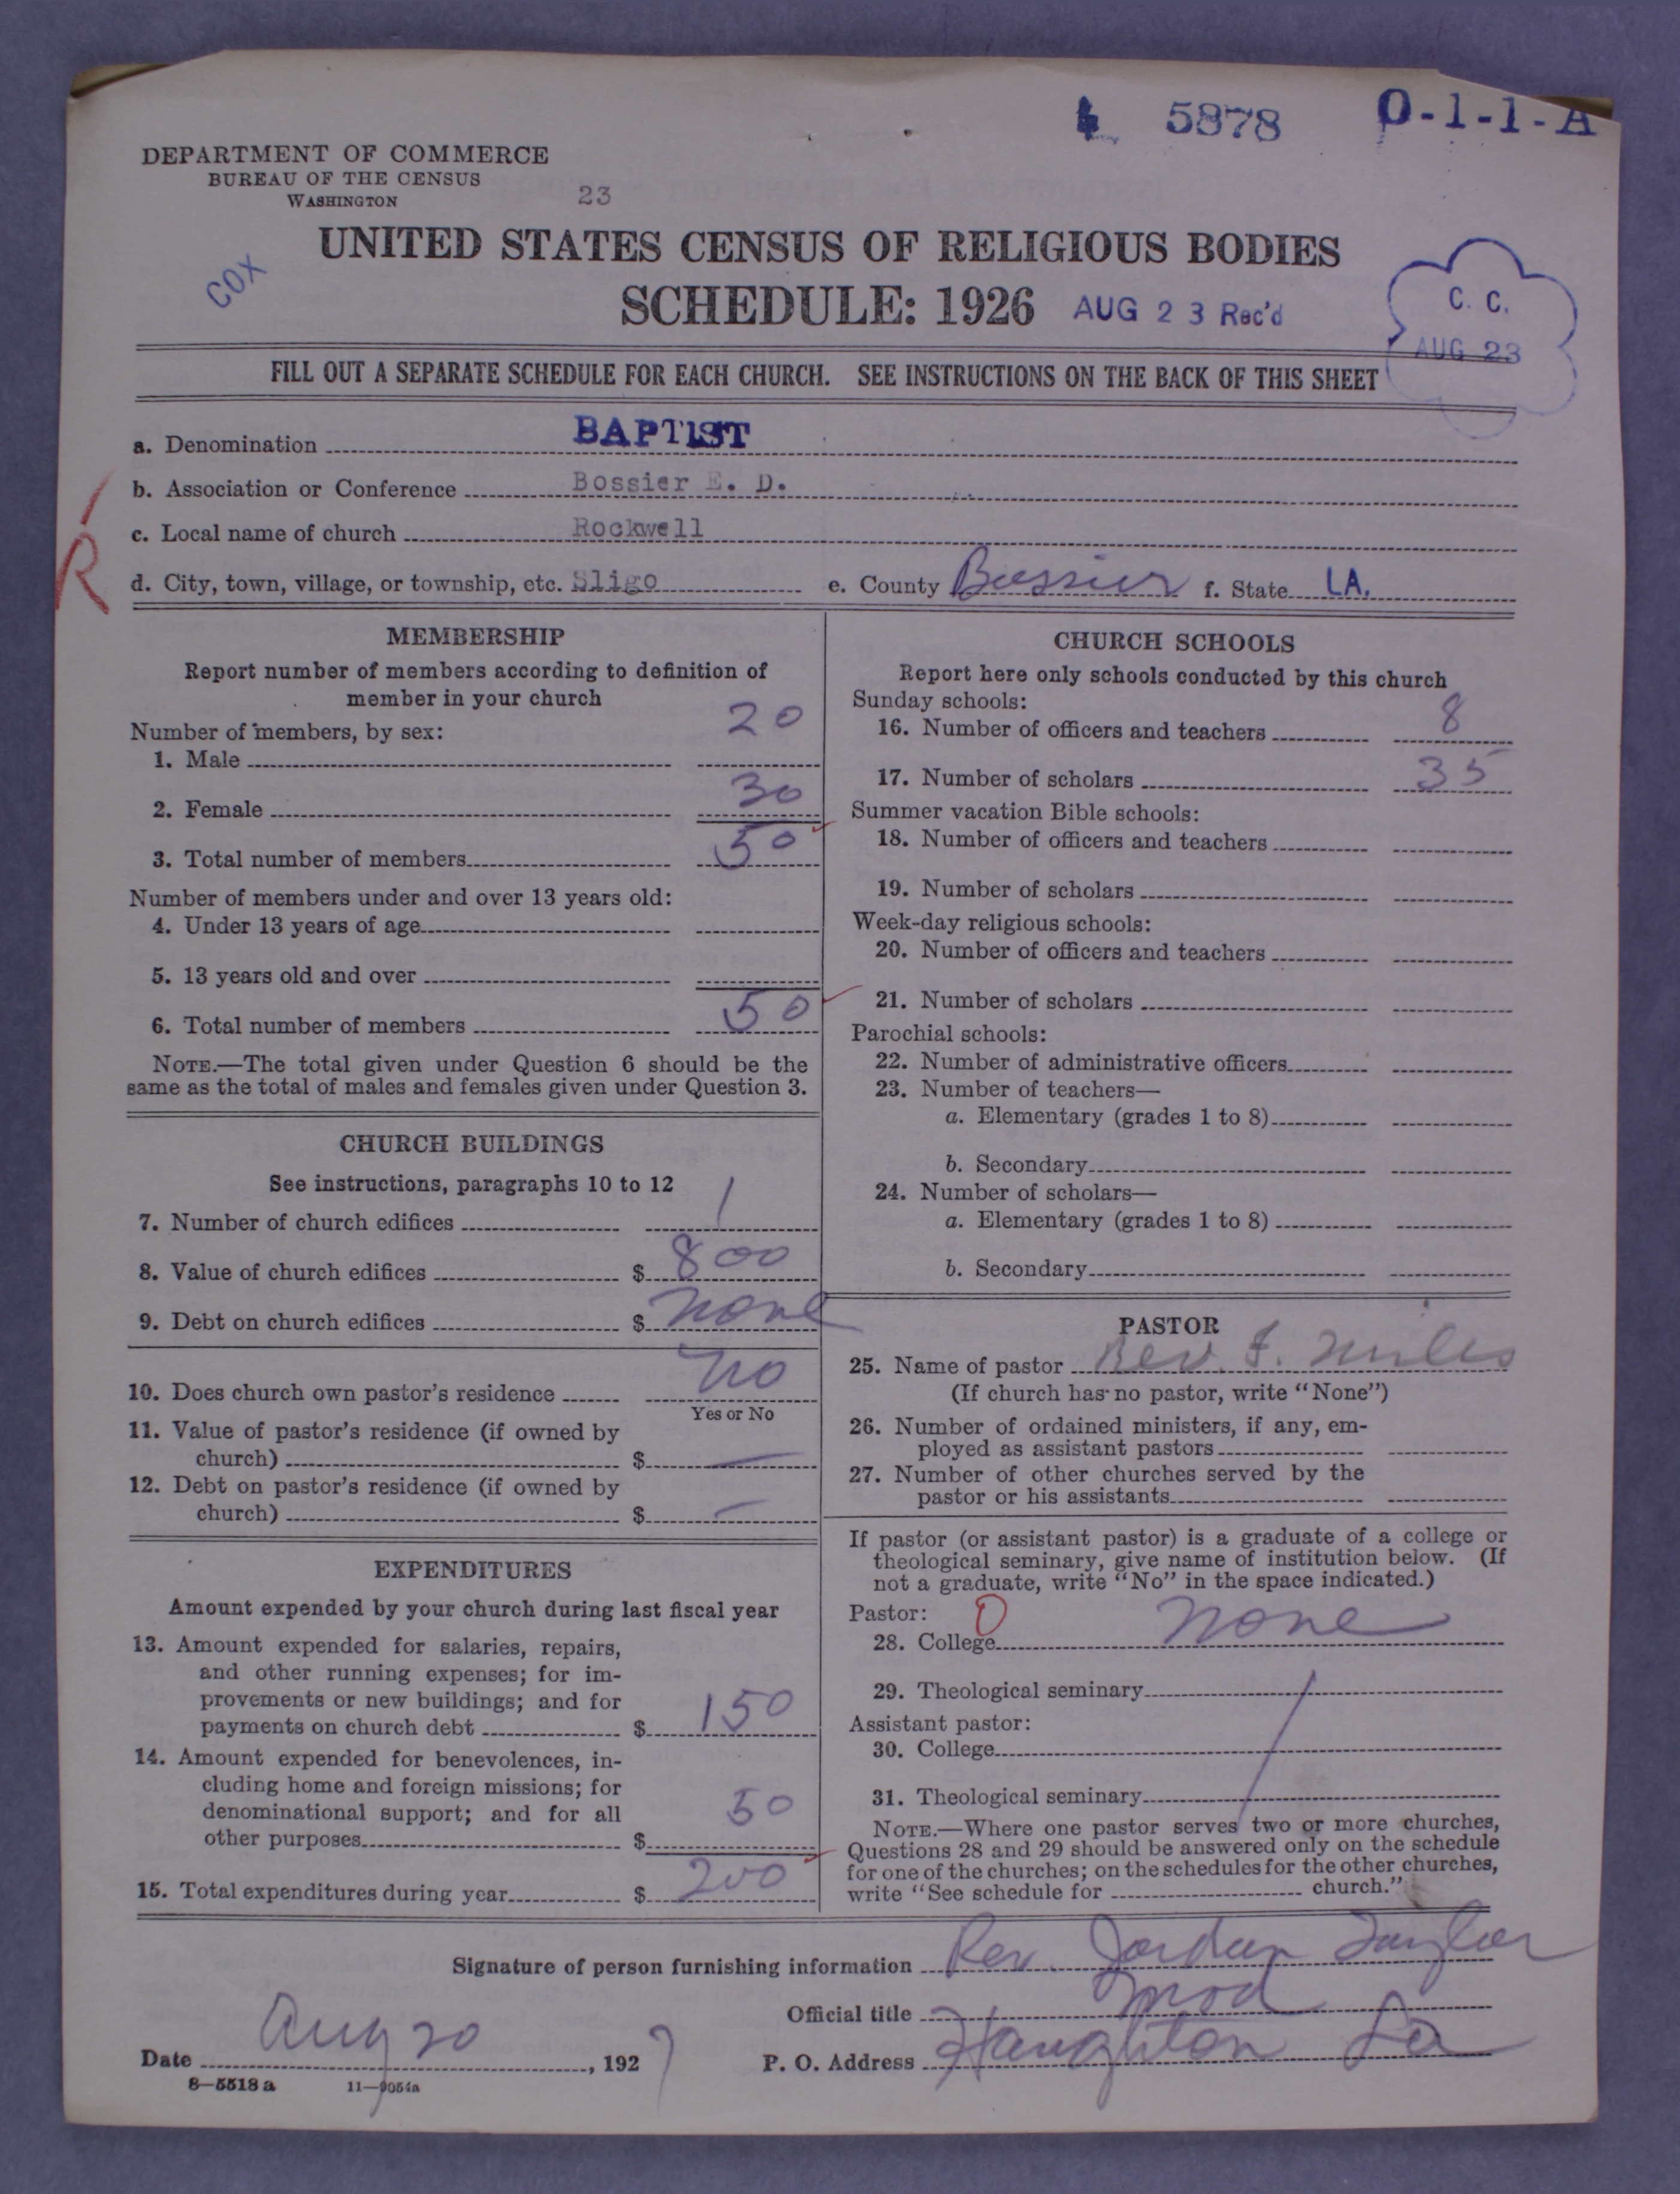 5878 0-1-1-A
DEPARTMENT OF COMMERCE
BUREAU OF THE CENSUS
WASHINGTON
23
COX
UNITED STATES CENSUS OF RELIGIOUS BODIES
SCHEDULE: 1926 AUG 23 Rec'd
C. C.
AUG 23
FILL OUT A SEPARATE SCHEDULE FOR EACH CHURCH. SEE INSTRUCTIONS ON THE BACK OF THIS SHEET
a. Denomination BAPTIST
b. Association or Conference Bossier E. D.
c. Local name of church Rockwell
R
d. City, town, village, or township, etc. Sligo e. County Bossier f. State LA.
MEMBERSHIP
Report number of members according to definition of
member in your church
Number of members, by sex:
1. Male 20
2. Female 30
3. Total number of members 50
Number of members under and over 13 years old:
4. Under 13 years of age
5. 13 years old and over
6. Total number of members 50
NOTE.—The total given under Question 6 should be the
same as the total of males and females given under Question 3.
CHURCH BUILDINGS
See instructions, paragraphs 10 to 12
7. Number of church edifices 1
8. Value of church edifices $ 800
9. Debt on church edifices $ none
10. Does church own pastor's residence no
Yes or No
11. Value of pastor's residence (if owned by
church) $ —
12. Debt on pastor's residence (if owned by
church) $ —
EXPENDITURES
Amount expended by your church during last fiscal year
13. Amount expended for salaries, repairs,
and other running expenses; for im-
provements or new buildings; and for
payments on church debt $ 150
14. Amount expended for benevolences, in-
cluding home and foreign missions; for
denominational support; and for all
other purposes $ 50
15. Total expenditures during year $ 200
CHURCH SCHOOLS
Report here only schools conducted by this church
Sunday schools:
16. Number of officers and teachers 8
17. Number of scholars 35
Summer vacation Bible schools:
18. Number of officers and teachers
19. Number of scholars
Week-day religious schools:
20. Number of officers and teachers
21. Number of scholars
Parochial schools:
22. Number of administrative officers
23. Number of teachers—
a. Elementary (grades 1 to 8)
b. Secondary
24. Number of scholars—
a. Elementary (grades 1 to 8)
b. Secondary
PASTOR
25. Name of pastor Rev. F. Miles
(If church has no pastor, write "None")
26. Number of ordained ministers, if any, em-
ployed as assistant pastors
27. Number of other churches served by the
pastor or his assistants
If pastor (or assistant pastor) is a graduate of a college or
theological seminary, give name of institution below. (If
not a graduate, write "No" in the space indicated.)
Pastor: 0
28. College none
29. Theological seminary
Assistant pastor:
30. College
31. Theological seminary
NOTE.—Where one pastor serves two or more churches,
Questions 28 and 29 should be answered only on the schedule
for one of the churches; on the schedules for the other churches,
write "See schedule for church."
Signature of person furnishing information Rev. Jordan Taylor
Official title Mod
Date Aug 20, 1927 P. O. Address Haughton La
8—5518 a 11—9054a